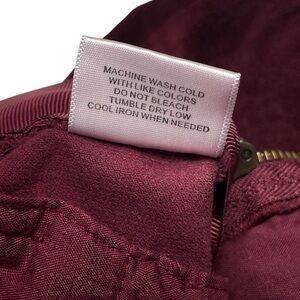 MACHINE WASH COLD
WITH LIKE COLORS
DO NOT BLEACH
TUMBLE DRY LOW
COOL IRON WHEN NEEDED